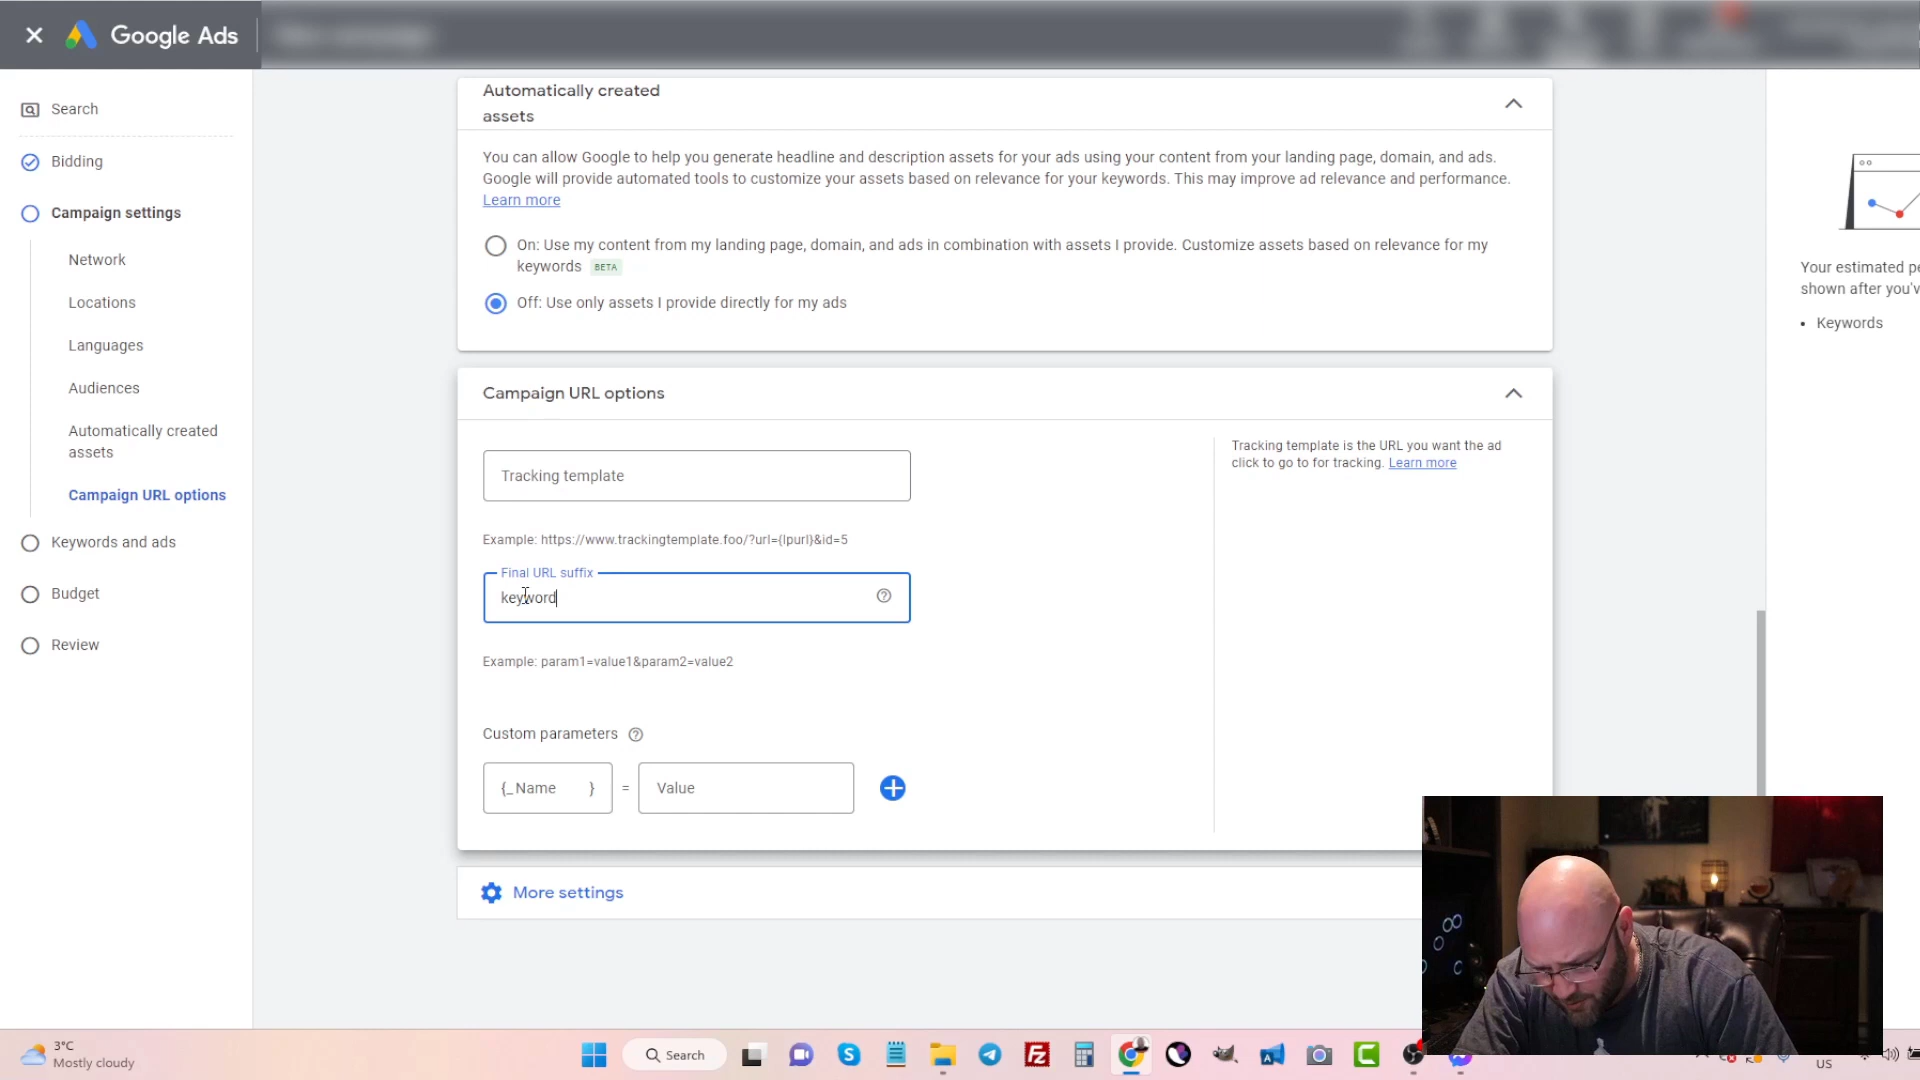 Google Ads
Search
Bidding
Campaign settings
Network
Locations
Languages
Audiences
Automatically created
assets
Campaign URL options
Keywords and ads
Budget
Review
Automatically created
assets
You can allow Google to help you generate headline and description assets for your ads using your content from your landing page, domain, and ads.
Google will provide automated tools to customize your assets based on relevance for your keywords. This may improve ad relevance and performance.
Learn more
On: Use my content from my landing page, domain, and ads in combination with assets I provide. Customize assets based on relevance for my
keywords BETA
Off: Use only assets I provide directly for my ads
Campaign URL options
Tracking template
Example: https://www.trackingtemplate.foo/?url={lpurl}&id=5
Final URL suffix
keyword
Example: param1=value1&param2=value2
Custom parameters
{_Name } = Value
Tracking template is the URL you want the ad
click to go to for tracking. Learn more
More settings
Your estimated pe
shown after you'v
• Keywords
3°C
Mostly cloudy
Search
US